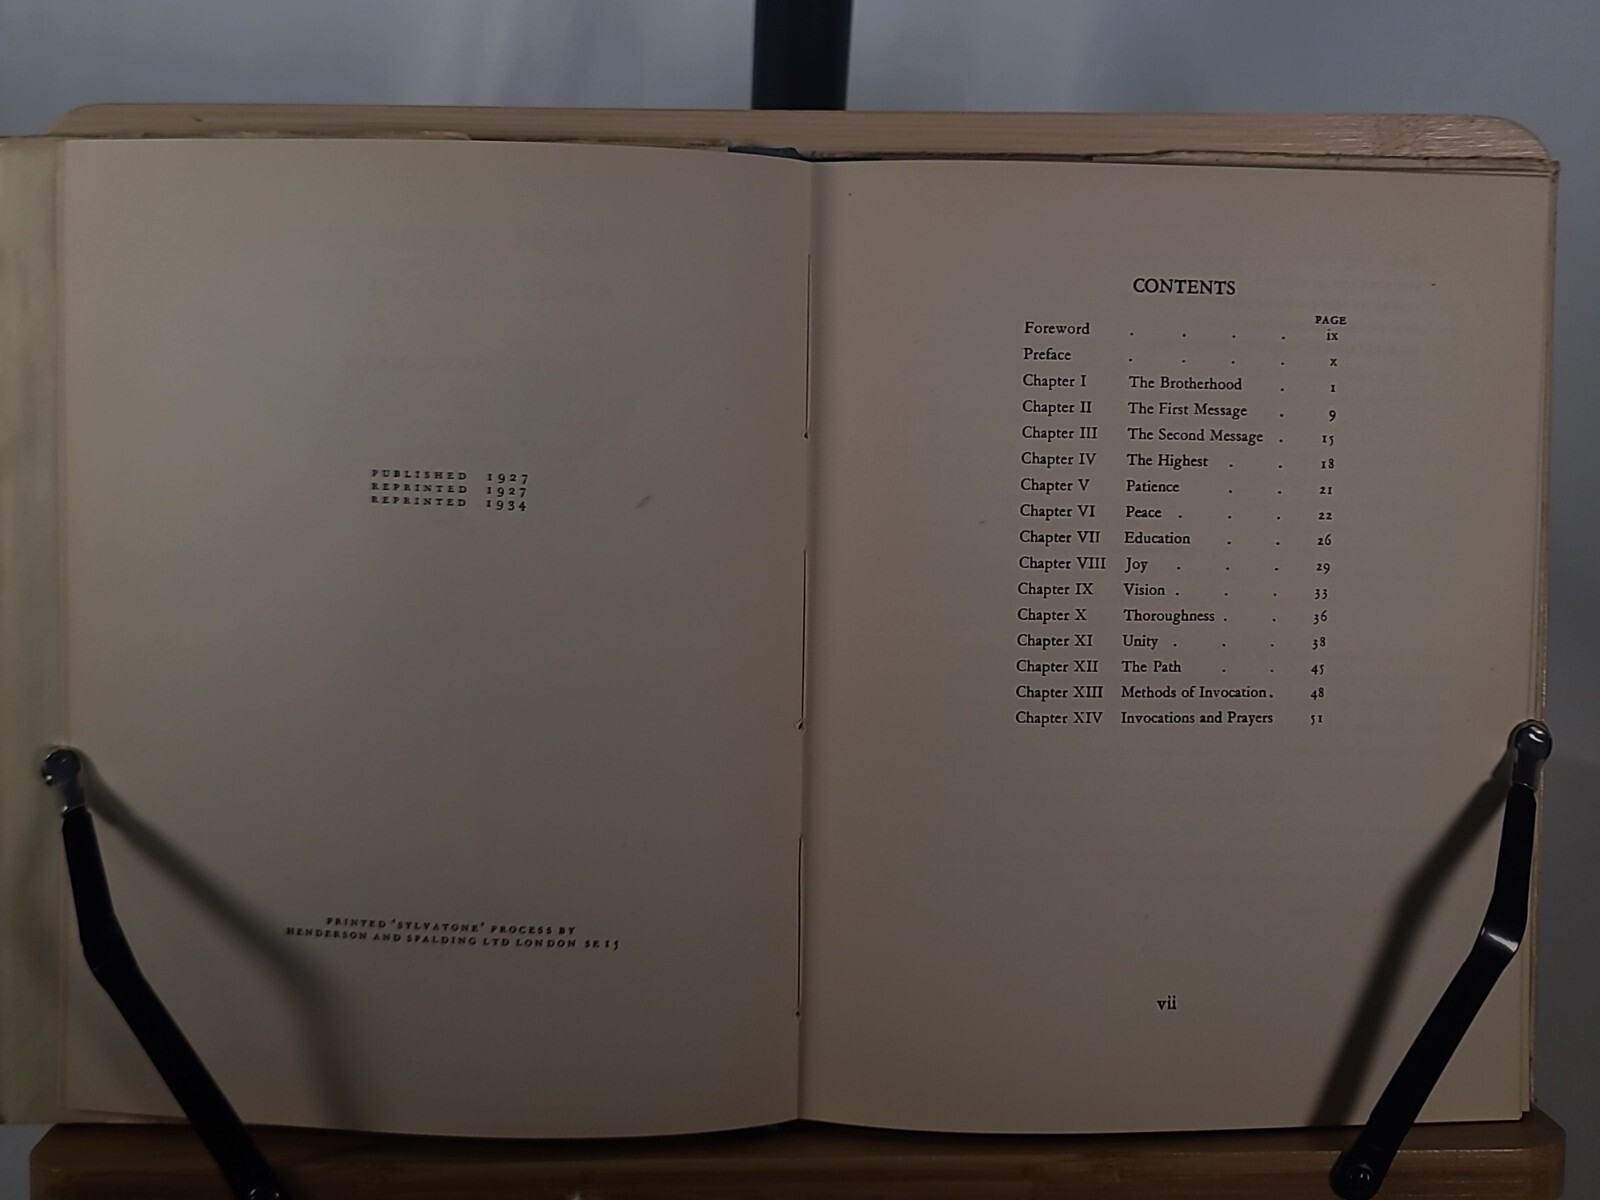 PUBLISHED 1927
REPRINTED 1927
REPRINTED 1934
PRINTED 'SYLVATONE' PROCESS BY
HENDERSON AND SPALDING LTD LONDON SE15
CONTENTS
PAGE
Foreword . . . . ix
Preface . . . . x
Chapter I The Brotherhood . 1
Chapter II The First Message . 9
Chapter III The Second Message . 15
Chapter IV The Highest . . 18
Chapter V Patience . . 21
Chapter VI Peace . . . 22
Chapter VII Education . . 26
Chapter VIII Joy . . . 29
Chapter IX Vision . . . 33
Chapter X Thoroughness . . 36
Chapter XI Unity . . . 38
Chapter XII The Path . . 45
Chapter XIII Methods of Invocation . 48
Chapter XIV Invocations and Prayers 51
vii